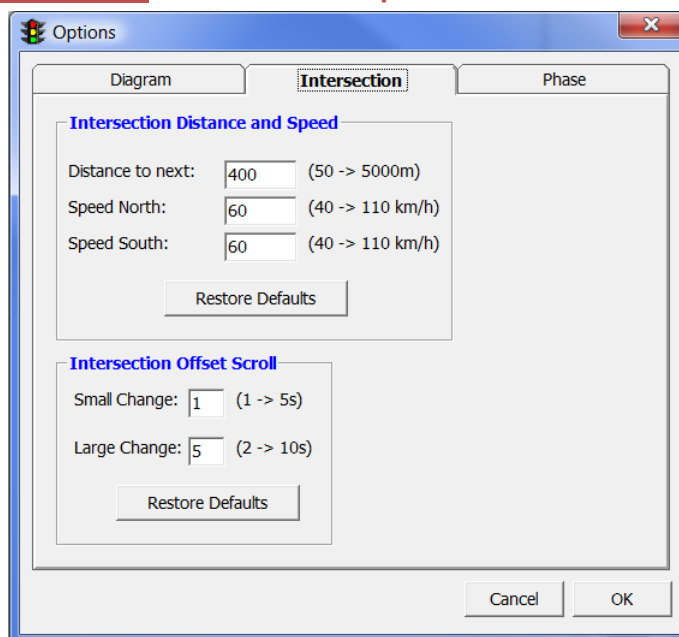 Options
Diagram Intersection Phase
Intersection Distance and Speed
Distance to next: 400 (50 -> 5000m)
Speed North: 60 (40 -> 110 km/h)
Speed South: 60 (40 -> 110 km/h)
Restore Defaults
Intersection Offset Scroll
Small Change: 1 (1 -> 5s)
Large Change: 5 (2 -> 10s)
Restore Defaults
Cancel OK